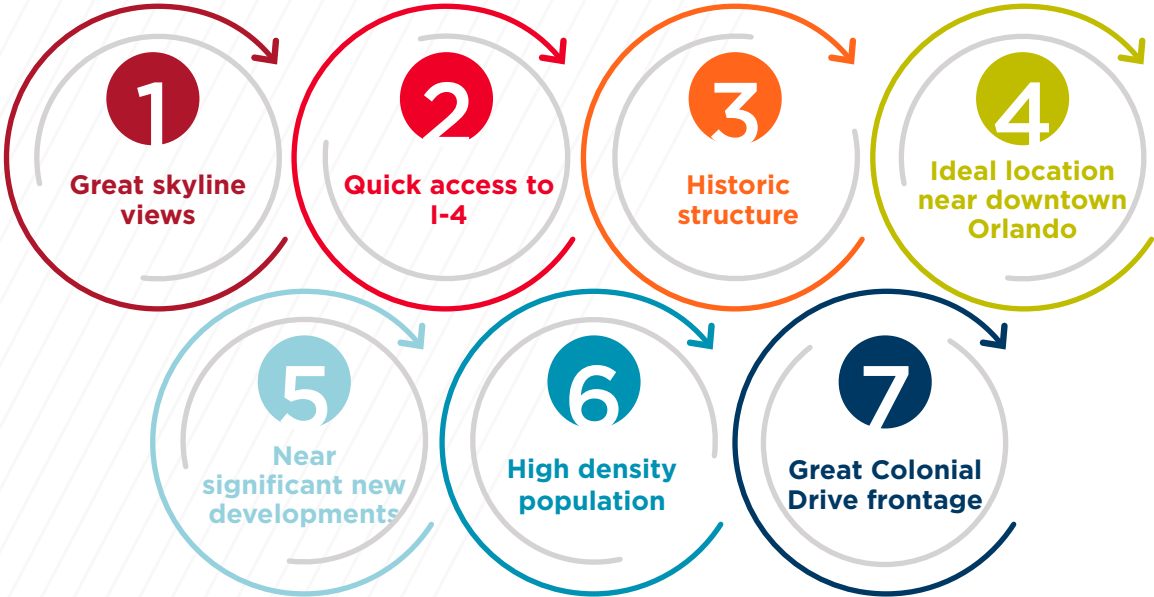 1
Great skyline
views
2
Quick access to
I-4
3
Historic
structure
4
Ideal location
near downtown
Orlando
5
Near
significant new
developments
6
High density
population
7
Great Colonial
Drive frontage